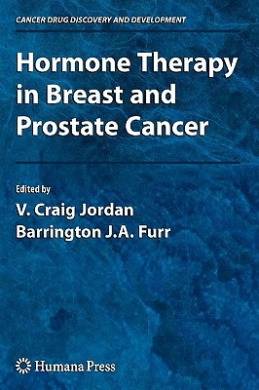 CANCER DRUG DISCOVERY AND DEVELOPMENT
Hormone Therapy
in Breast and
Prostate Cancer
Edited by
V. Craig Jordan
Barrington J.A. Furr
Humana Press